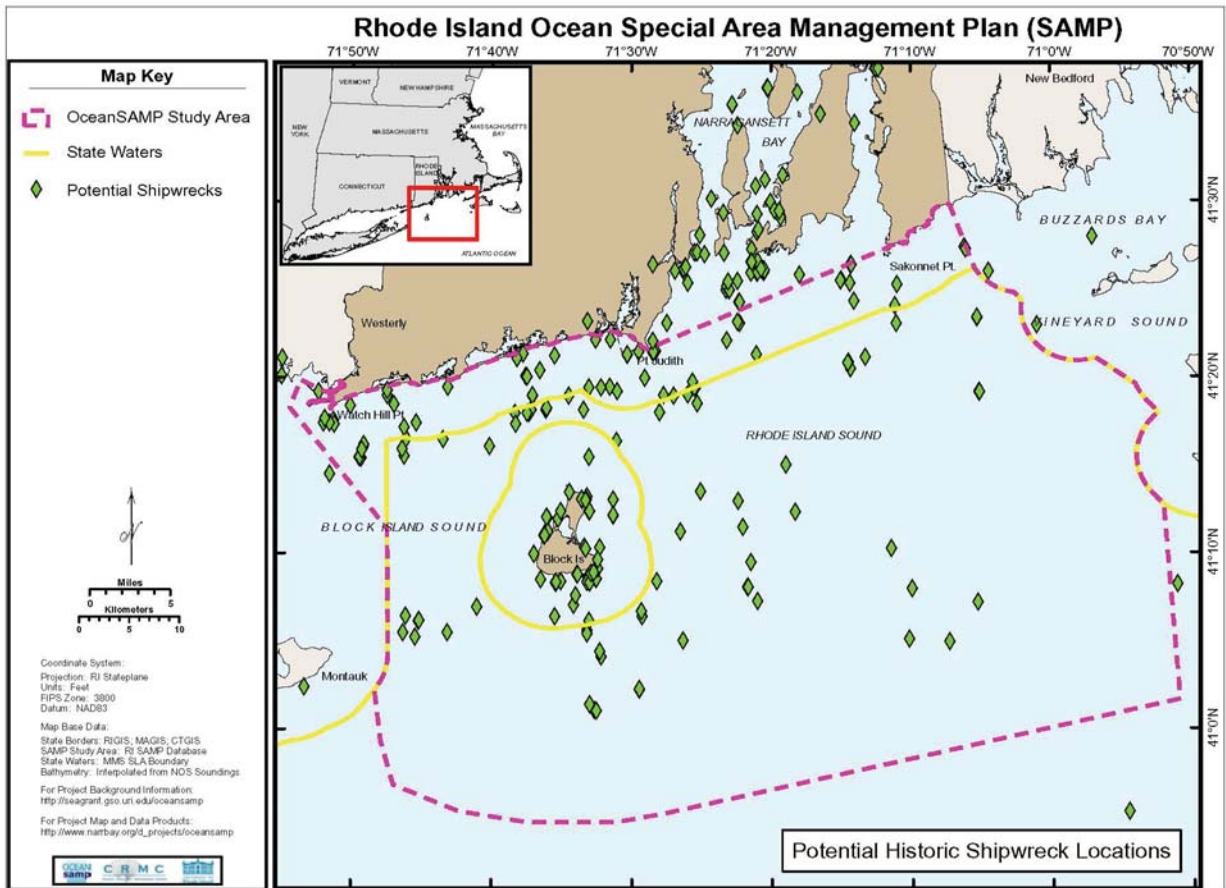 Rhode Island Ocean Special Area Management Plan (SAMP)
71°50'W 71°40'W 71°30'W 71°20'W 71°10'W 71°0'W 70°50'W
Map Key
OceanSAMP Study Area
State Waters
Potential Shipwrecks
N
Miles
0 5
Kilometers
0 5 10
Coordinate System:
Projection: RI Stateplane
Units: Feet
FIPS Zone: 3800
Datum: NAD83
Map Base Data:
State Borders: RIGIS; MAGIS; CTGIS
SAMP Study Area: RI SAMP Database
State Waters: MMS SLA Boundary
Bathymetry: Interpolated from NOS Soundings
For Project Background Information:
http://seagrant.gso.uri.edu/oceansamp
For Project Map and Data Products:
http://www.narrbay.org/d_projects/oceansamp
OCEAN
samp
CRMC
VERMONT
NEW HAMPSHIRE
NEW
YORK
MASSACHUSETTS
MASSACHUSETTS
BAY
RHODE
ISLAND
CONNECTICUT
ATLANTIC OCEAN
New Bedford
NARRAGANSETT
BAY
BUZZARDS BAY
Sakonnet Pt.
Westerly
VINEYARD SOUND
Pt Judith
Watch Hill Pt
RHODE ISLAND SOUND
BLOCK ISLAND SOUND
Block Is
Montauk
41°30'N
41°20'N
41°10'N
41°0'N
Potential Historic Shipwreck Locations